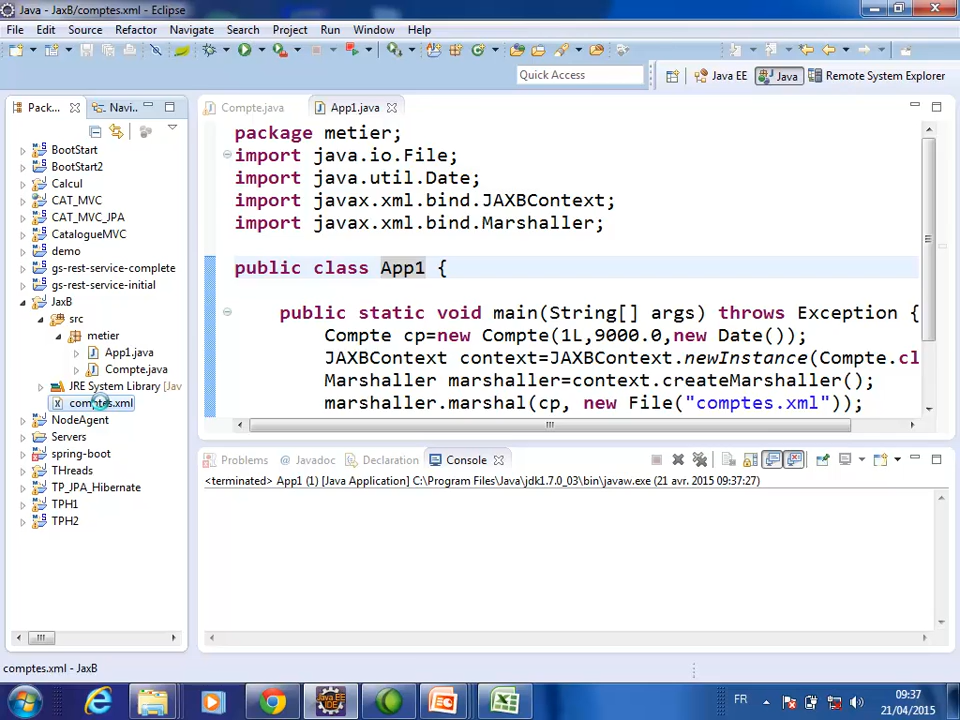 Java - JaxB/comptes.xml - Eclipse
File Edit Source Refactor Navigate Search Project Run Window Help
Quick Access
Java EE
Java
Remote System Explorer
Pack...
Navi...
Compte.java
App1.java
BootStart
BootStart2
Calcul
CAT_MVC
CAT_MVC_JPA
CatalogueMVC
demo
gs-rest-service-complete
gs-rest-service-initial
JaxB
src
metier
App1.java
Compte.java
JRE System Library [Jav
comptes.xml
NodeAgent
Servers
spring-boot
THreads
TP_JPA_Hibernate
TPH1
TPH2
package metier;
import java.io.File;
import java.util.Date;
import javax.xml.bind.JAXBContext;
import javax.xml.bind.Marshaller;
public class App1 {
public static void main(String[] args) throws Exception {
Compte cp=new Compte(1L,9000.0,new Date());
JAXBContext context=JAXBContext.newInstance(Compte.cl
Marshaller marshaller=context.createMarshaller();
marshaller.marshal(cp, new File("comptes.xml"));
Problems
Javadoc
Declaration
Console
<terminated> App1 (1) [Java Application] C:\Program Files\Java\jdk1.7.0_03\bin\javaw.exe (21 avr. 2015 09:37:27)
comptes.xml - JaxB
Java EE
IDE
FR
09:37
21/04/2015